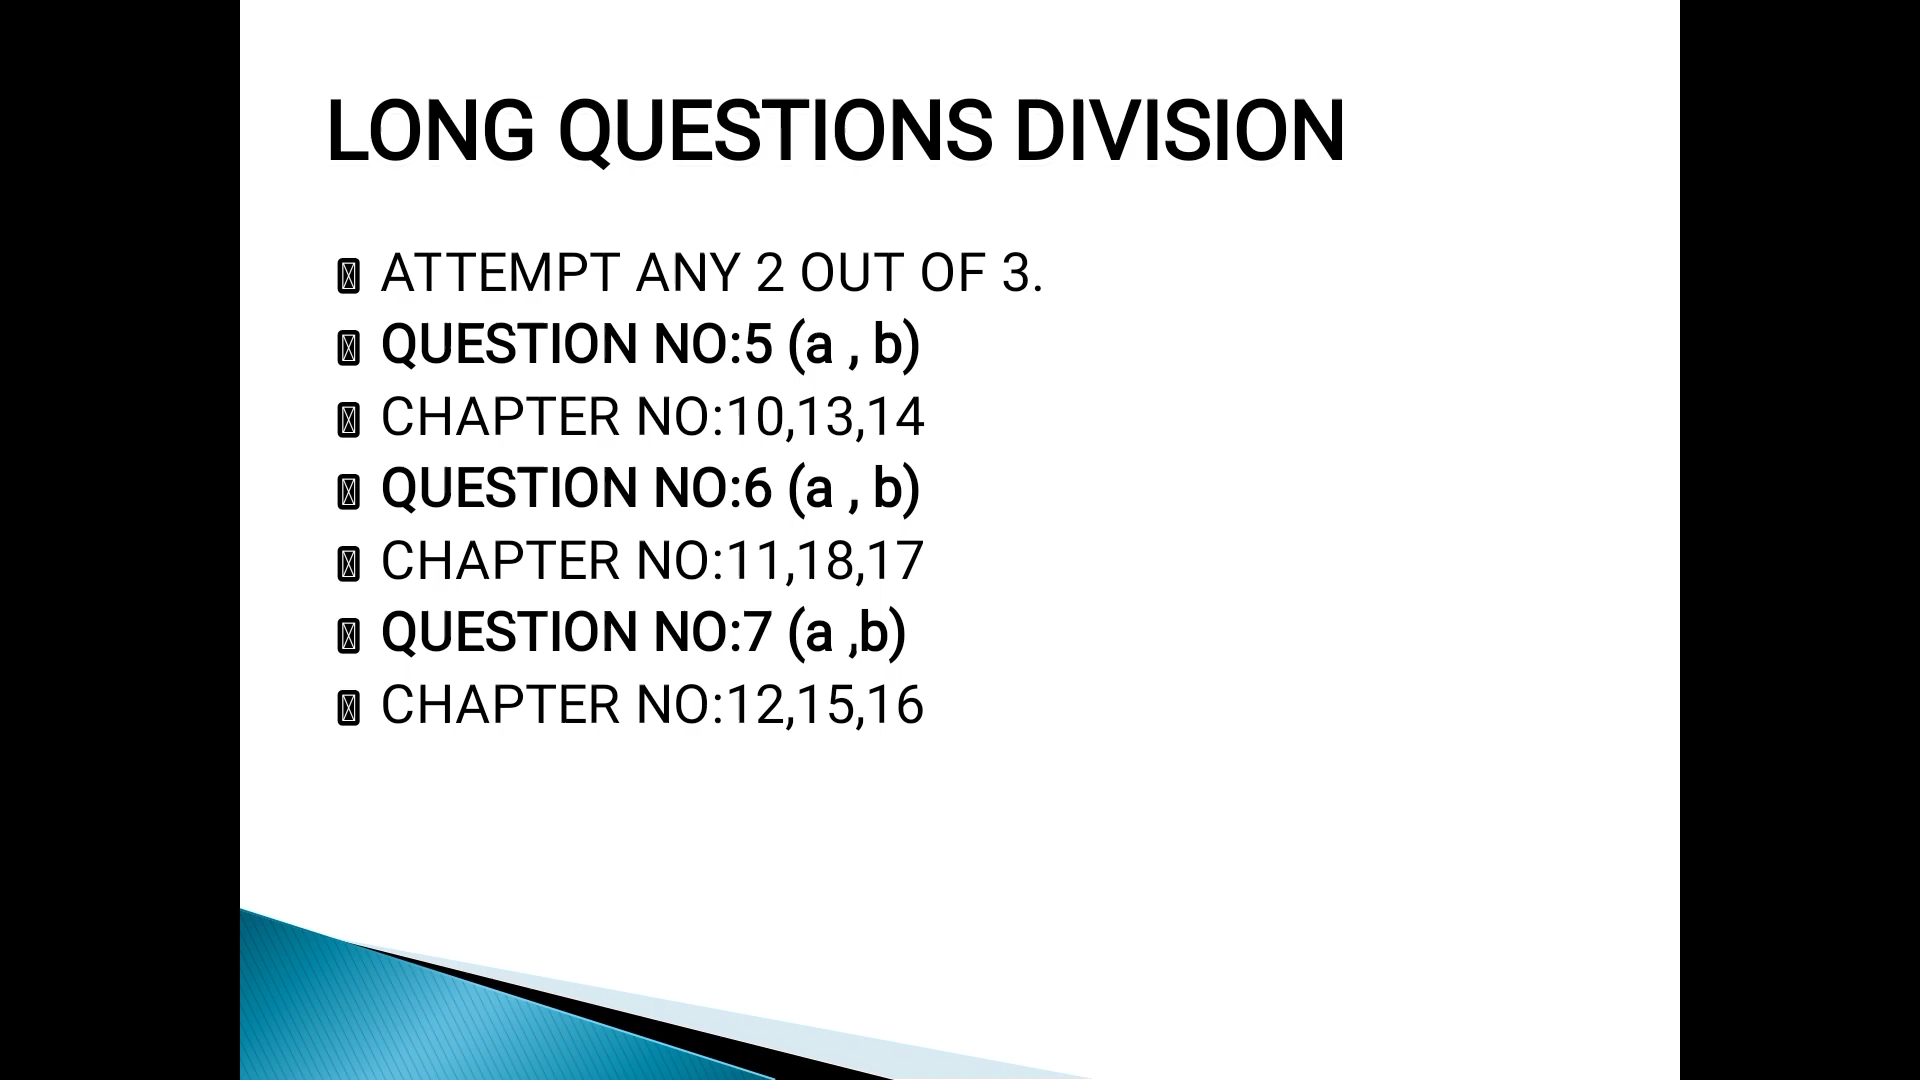 LONG QUESTIONS DIVISION
ATTEMPT ANY 2 OUT OF 3.
QUESTION NO:5 (a , b)
CHAPTER NO:10,13,14
QUESTION NO:6 (a , b)
CHAPTER NO:11,18,17
QUESTION NO:7 (a ,b)
CHAPTER NO:12,15,16